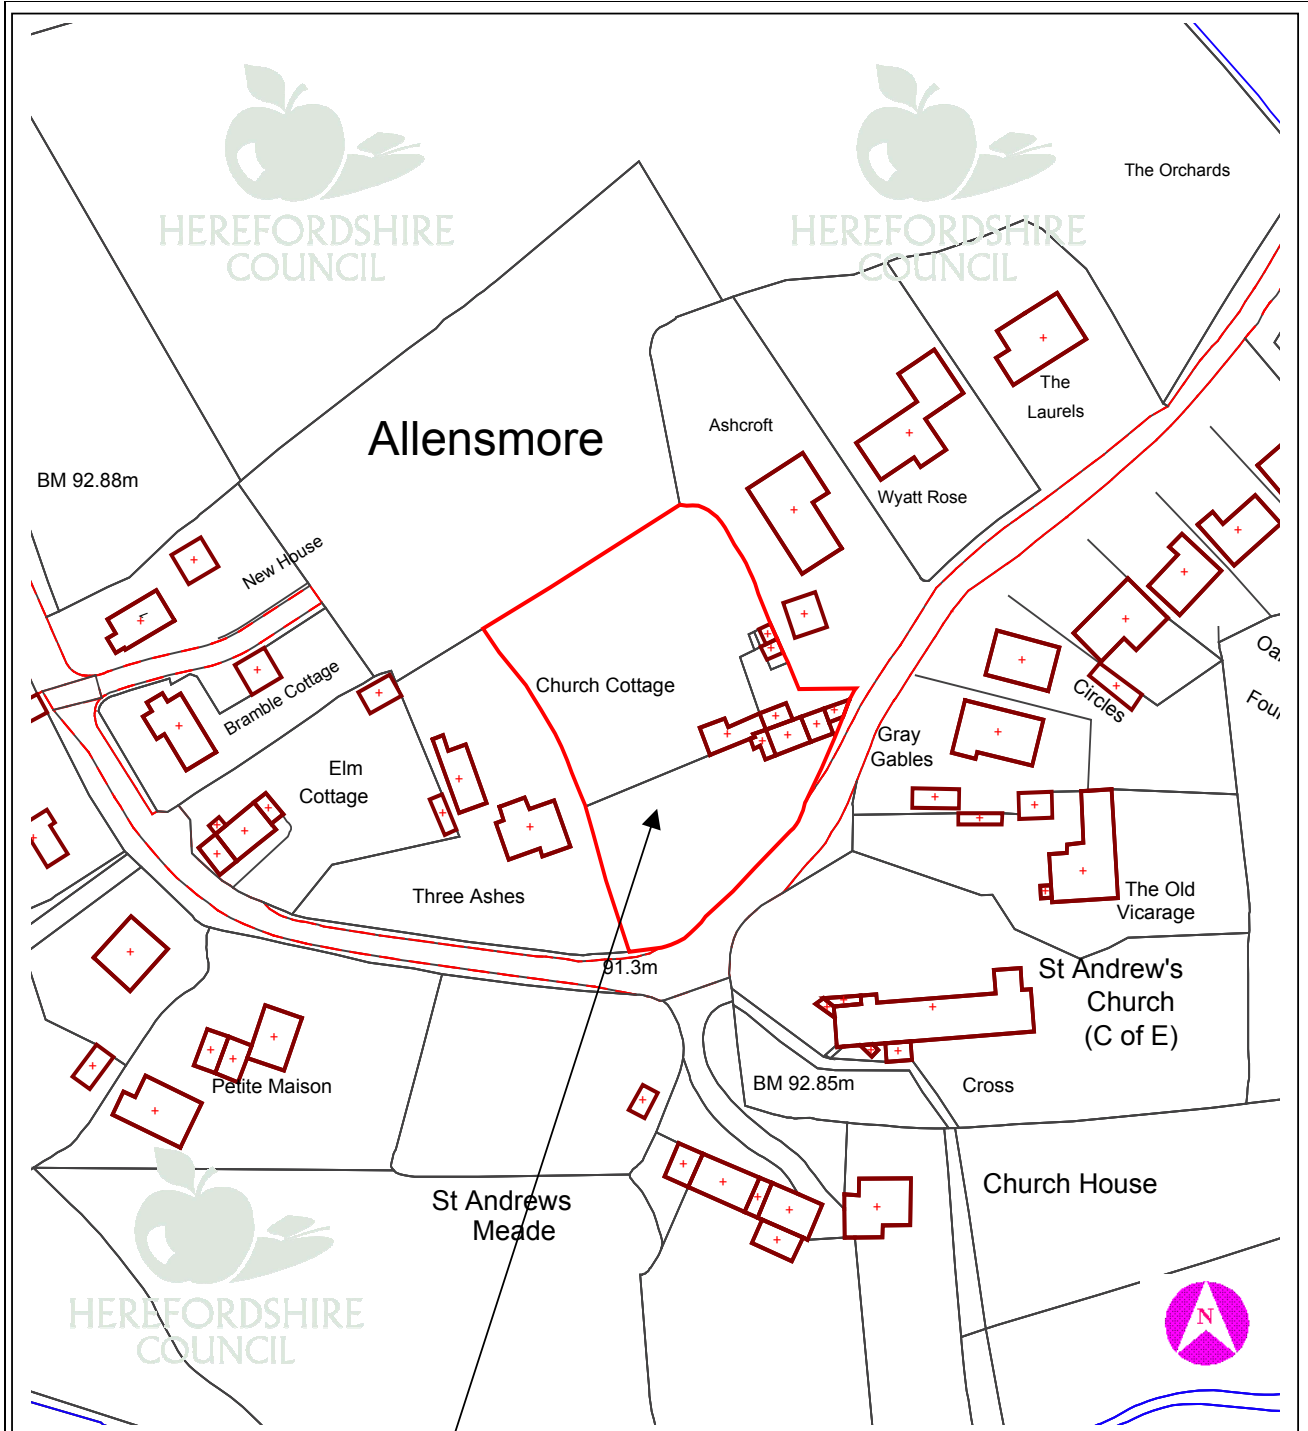 HEREFORDSHIRE
COUNCIL
HEREFORDSHIRE
COUNCIL
The Orchards
The
Laurels
Ashcroft
Allensmore
BM 92.88m
Wyatt Rose
New House
Church Cottage
Bramble Cottage
Circles
Gray
Gables
Elm
Cottage
Three Ashes
The Old
Vicarage
91.3m
St Andrew's
Church
(C of E)
BM 92.85m
Cross
Petite Maison
St Andrews
Meade
Church House
HEREFORDSHIRE
COUNCIL
N